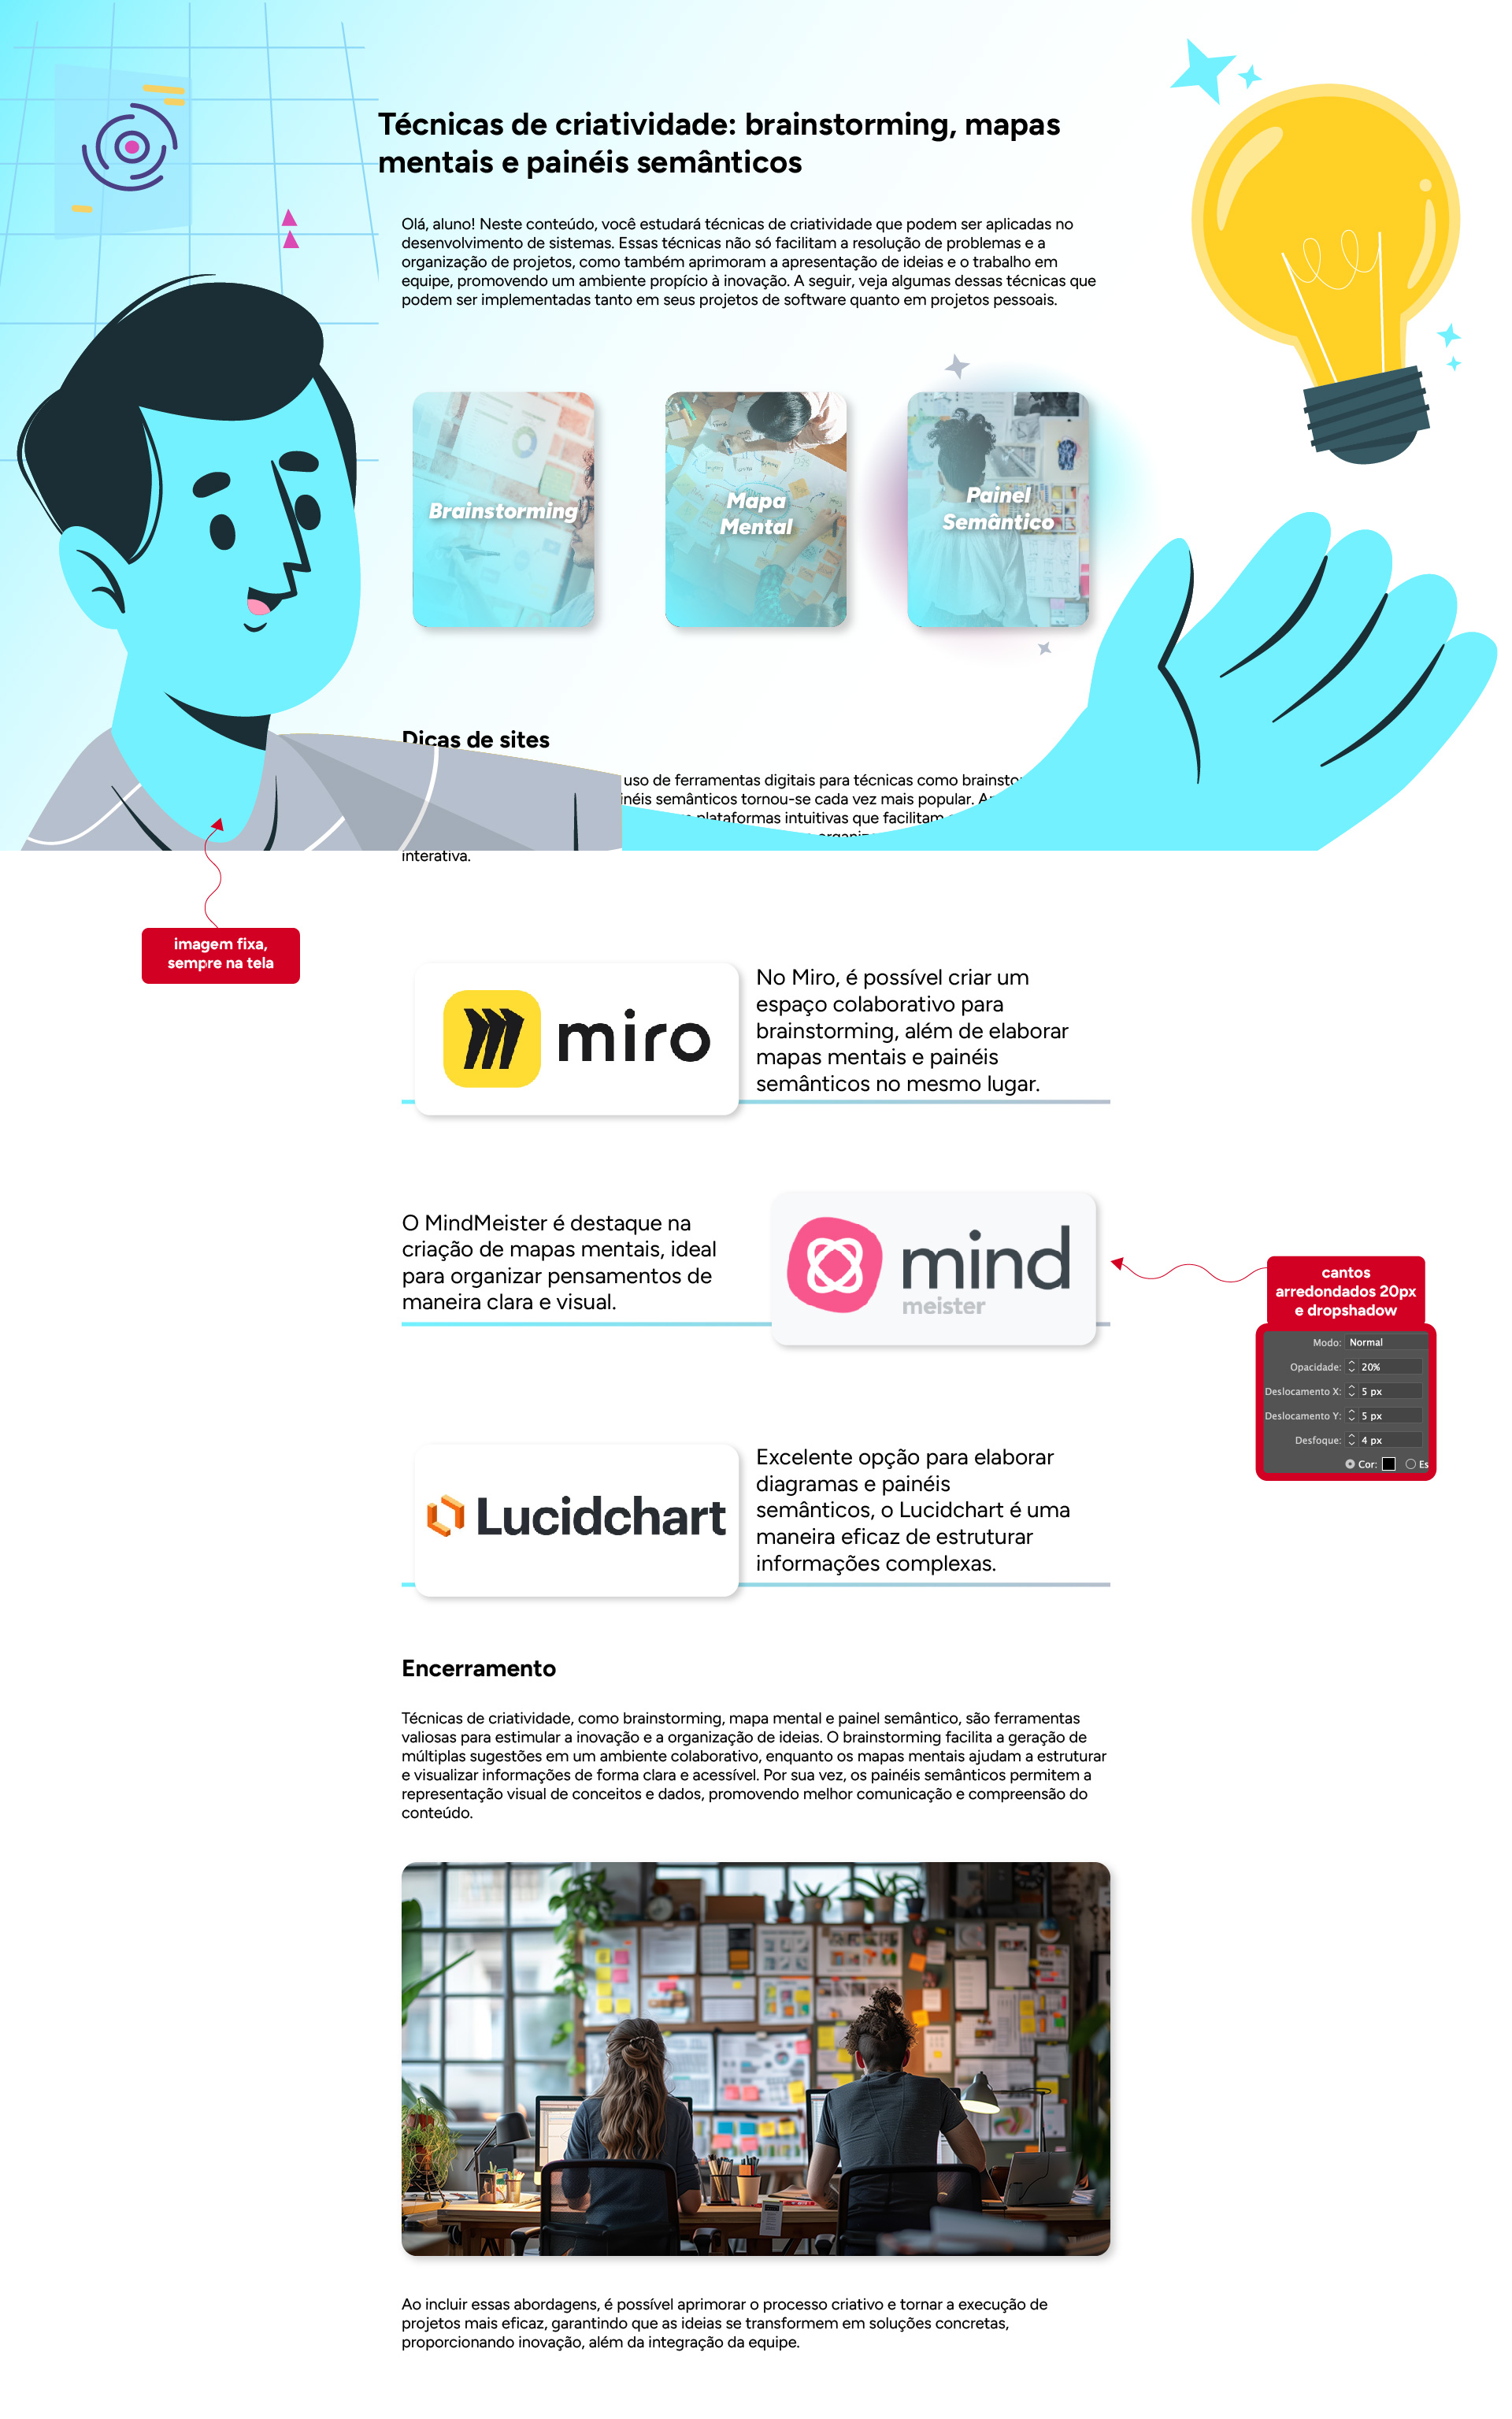 Técnicas de criatividade: brainstorming, mapas
mentais e painéis semânticos
Olá, aluno! Neste conteúdo, você estudará técnicas de criatividade que podem ser aplicadas no
desenvolvimento de sistemas. Essas técnicas não só facilitam a resolução de problemas e a
organização de projetos, como também aprimoram a apresentação de ideias e o trabalho em
equipe, promovendo um ambiente propício à inovação. A seguir, veja algumas dessas técnicas que
podem ser implementadas tanto em seus projetos de software quanto em projetos pessoais.
Brainstorming
Mapa
Mental
Painel
Semântico
Dicas de sites
uso de ferramentas digitais para técnicas como
semânticos tornou-se cada vez mais popular.
plataformas intuitivas que facilitam
interativa.
imagem fixa,
sempre na tela
miro
No Miro, é possível criar um
espaço colaborativo para
brainstorming, além de elaborar
mapas mentais e painéis
semânticos no mesmo lugar.
O MindMeister é destaque na
criação de mapas mentais, ideal
para organizar pensamentos de
maneira clara e visual.
mind
meister
cantos
arredondados 20px
e dropshadow
Modo: Normal
Opacidade: 20%
Deslocamento X: 5 px
Deslocamento Y: 5 px
Desfoque: 4 px
Cor: Es
Lucidchart
Excelente opção para elaborar
diagramas e painéis
semânticos, o Lucidchart é uma
maneira eficaz de estruturar
informações complexas.
Encerramento
Técnicas de criatividade, como brainstorming, mapa mental e painel semântico, são ferramentas
valiosas para estimular a inovação e a organização de ideias. O brainstorming facilita a geração de
múltiplas sugestões em um ambiente colaborativo, enquanto os mapas mentais ajudam a estruturar
e visualizar informações de forma clara e acessível. Por sua vez, os painéis semânticos permitem a
representação visual de conceitos e dados, promovendo melhor comunicação e compreensão do
conteúdo.
Ao incluir essas abordagens, é possível aprimorar o processo criativo e tornar a execução de
projetos mais eficaz, garantindo que as ideias se transformem em soluções concretas,
proporcionando inovação, além da integração da equipe.